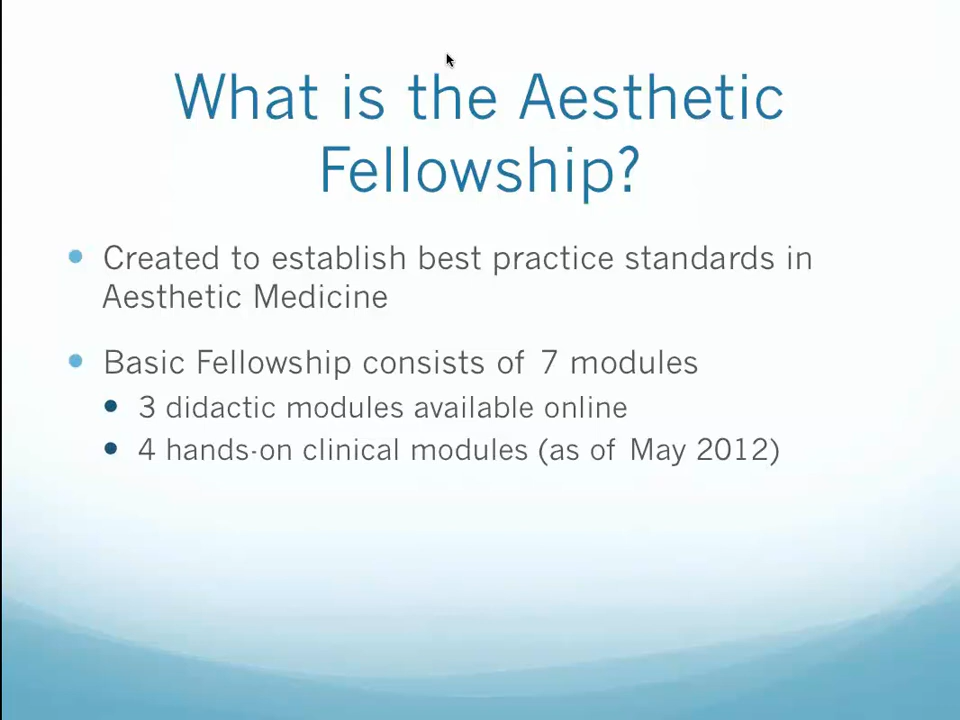 What is the Aesthetic
Fellowship?
Created to establish best practice standards in
Aesthetic Medicine
Basic Fellowship consists of 7 modules
3 didactic modules available online
4 hands-on clinical modules (as of May 2012)